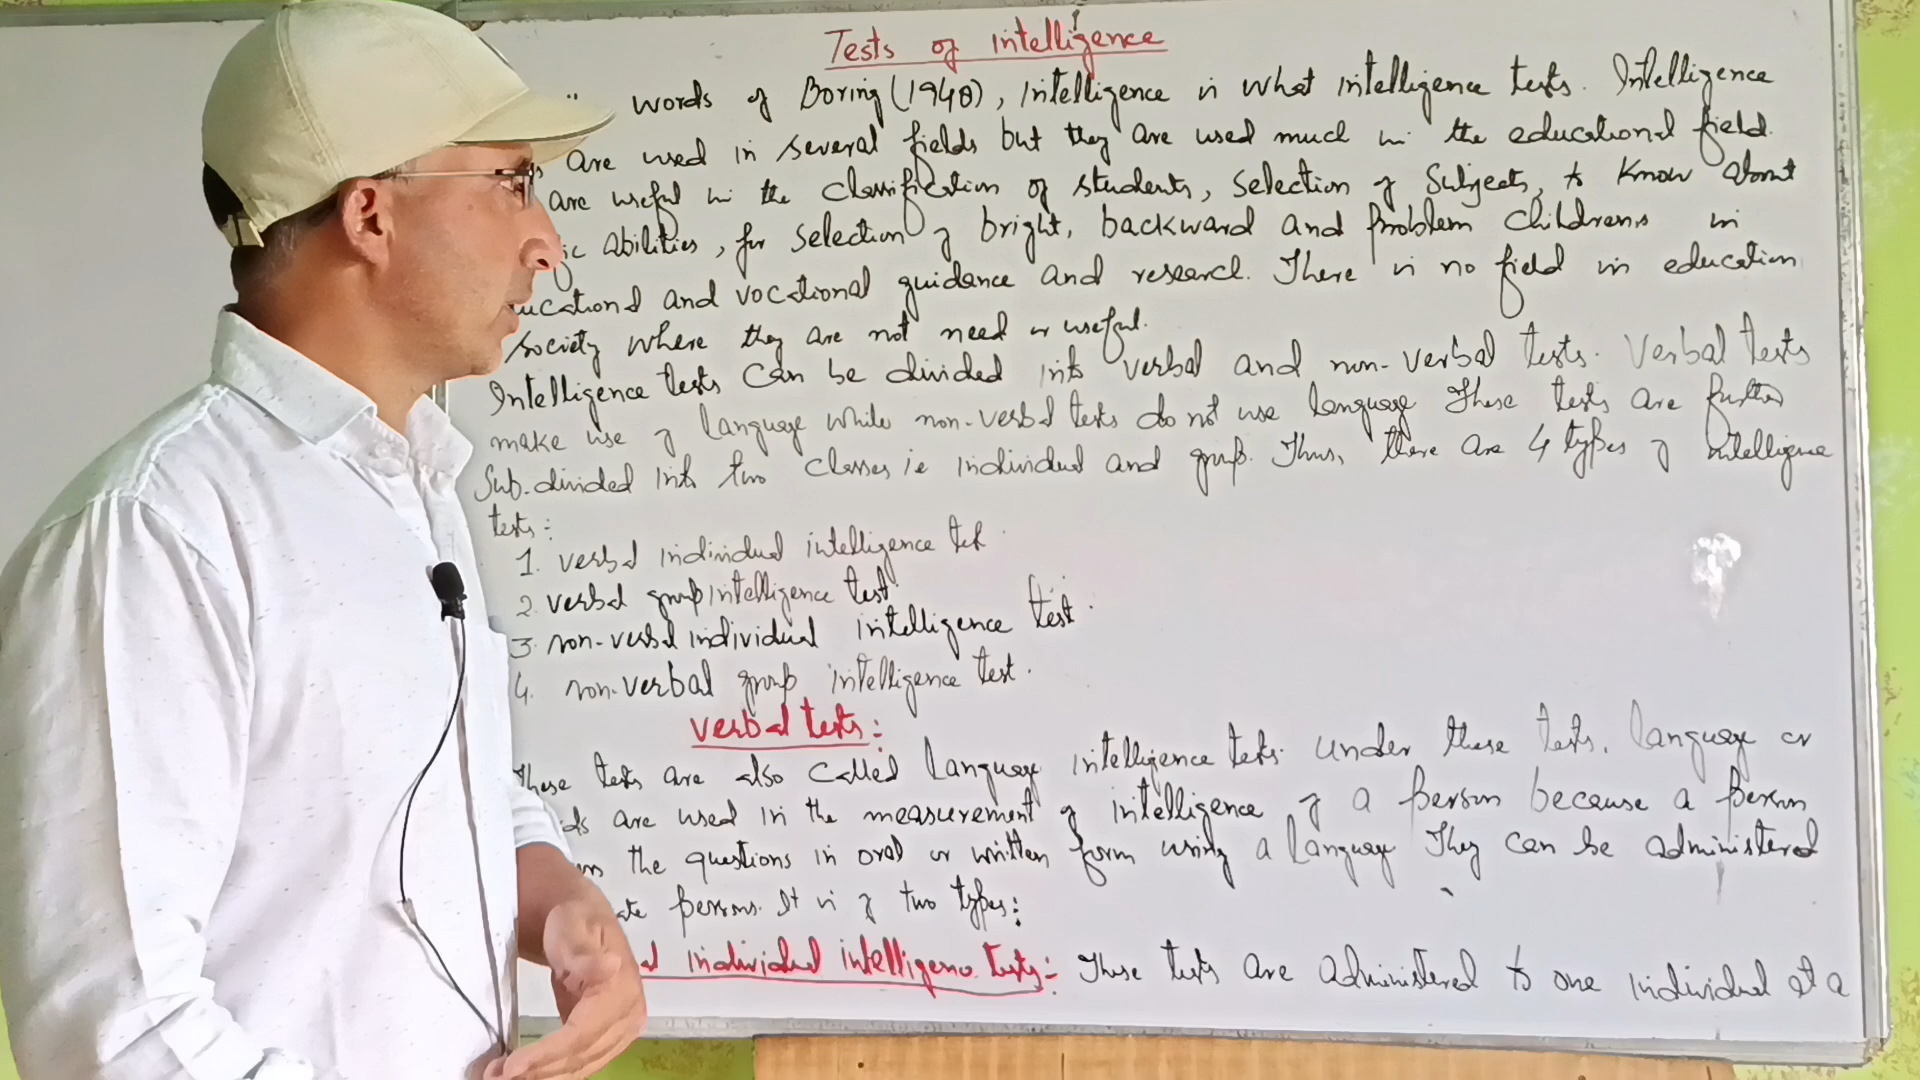 Tests of intelligence
words of Boring (1940), intelligence is what intelligence tests. Intelligence
are used in several fields but they are used much in the educational field.
are useful in the classification of students, selection of subjects, to know about
abilities, for selection of bright, backward and problem childrens in
and vocational guidance and research. There is no field in education
society where they are not need or useful.
Intelligence tests can be divided into verbal and non-verbal tests. Verbal tests
make use of language while non-verbal tests do not use language These tests are further
Sub-divided into two classes ie individual and group. Thus, there are 4 types of intelligence
tests:
1. verbal individual intelligence test.
2. verbal group intelligence test
3. non-verbal individual intelligence test.
4. non-verbal group intelligence test.
verbal tests:
These tests are also called language intelligence tests. under these tests, language or
are used in the measurement of intelligence of a person because a person
the questions in oral or written form using a language They can be administered
persons. It is of two types:
individual intelligence tests:- These tests are administered to one individual at a